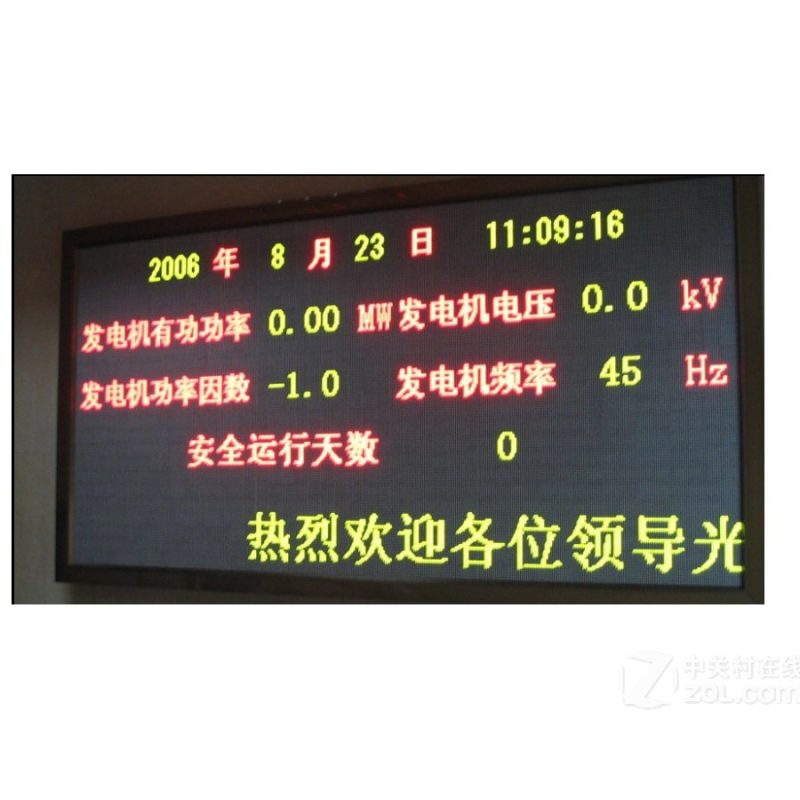 2006 年 8 月 23 日 11:09:16
发电机有功功率 0.00 MW 发电机电压 0.0 kV
发电机功率因数 -1.0 发电机频率 45 Hz
安全运行天数 0
热烈欢迎各位领导光
中关村在线
ZOL.com